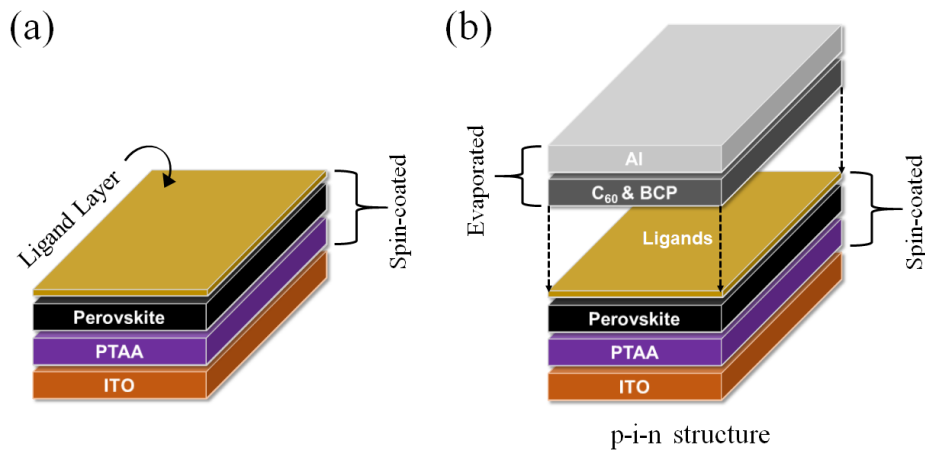 (a)
Ligand Layer
Spin-coated
Perovskite
PTAA
ITO
(b)
Evaporated
Al
C₆₀ & BCP
Ligands
Spin-coated
Perovskite
PTAA
ITO
p-i-n structure